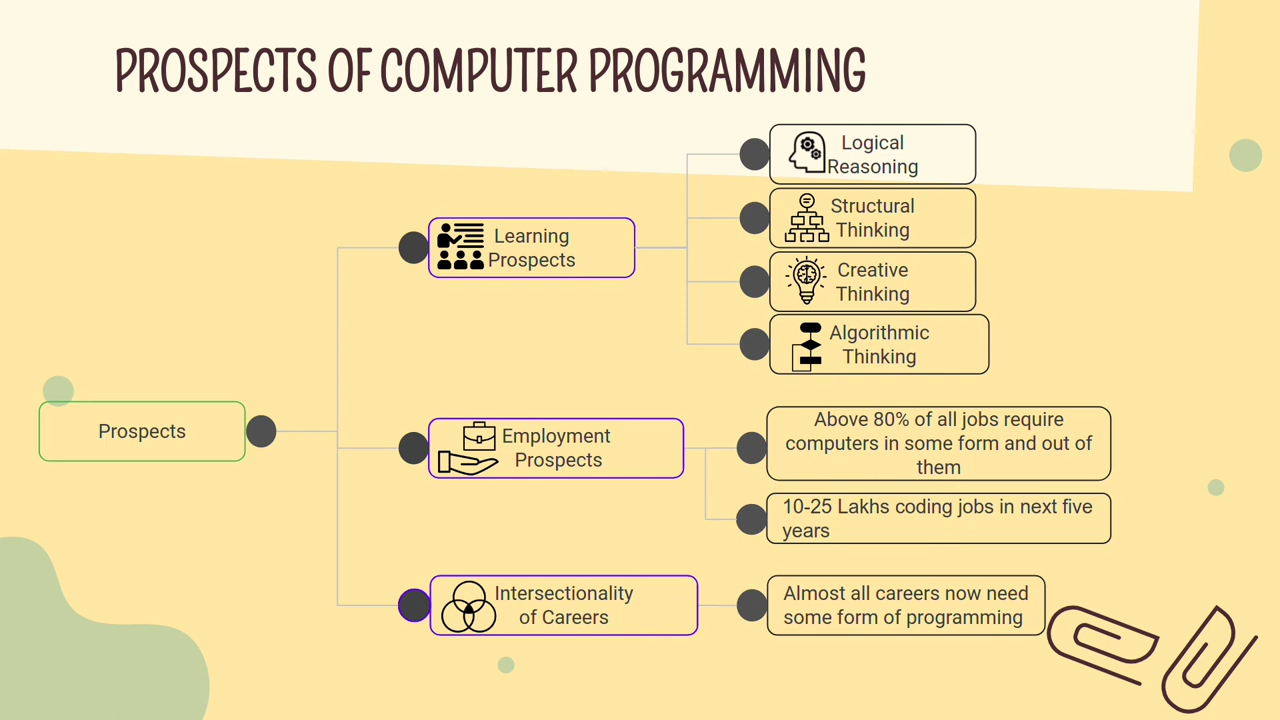 PROSPECTS OF COMPUTER PROGRAMMING
Prospects
Learning
Prospects
Logical
Reasoning
Structural
Thinking
Creative
Thinking
Algorithmic
Thinking
Employment
Prospects
Above 80% of all jobs require
computers in some form and out of
them
10-25 Lakhs coding jobs in next five
years
Intersectionality
of Careers
Almost all careers now need
some form of programming